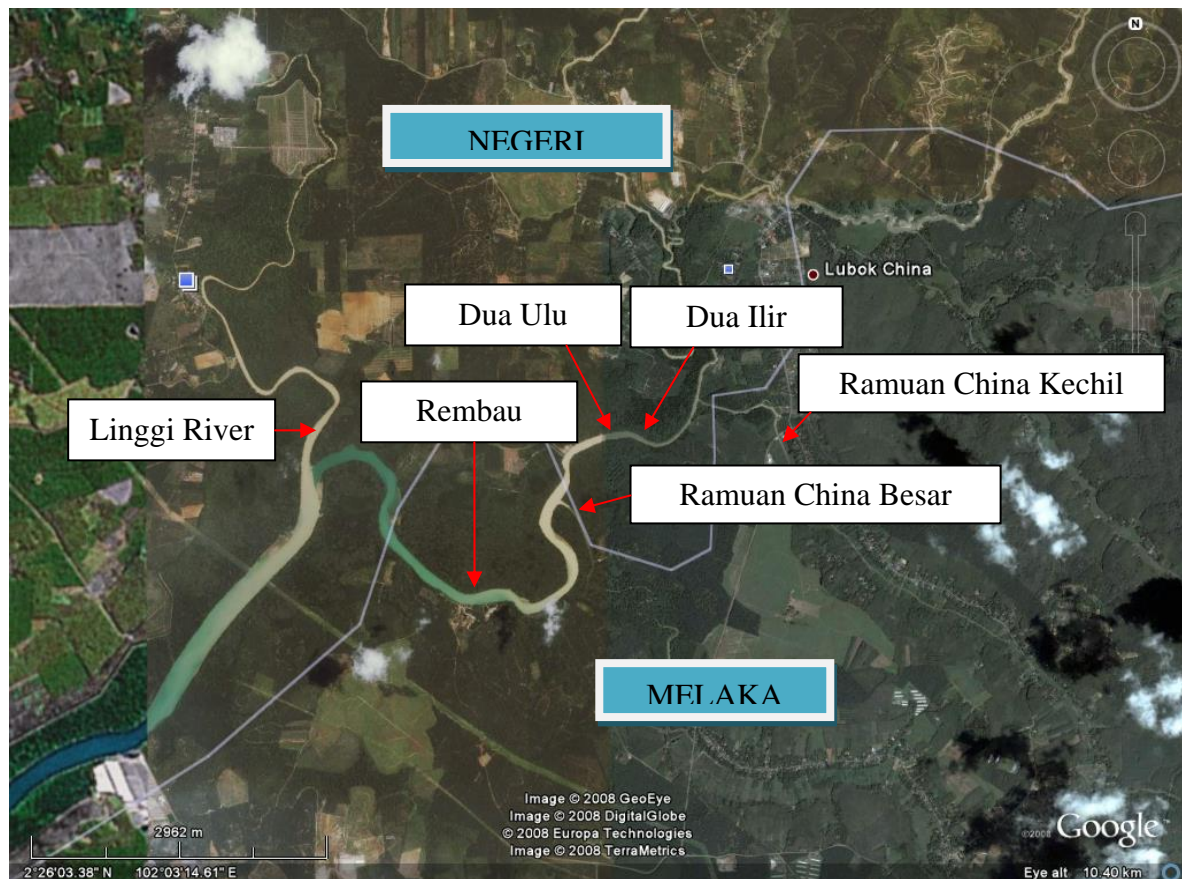 N
NEGERI
Lubok China
Dua Ulu
Dua Ilir
Ramuan China Kechil
Rembau
Linggi River
Ramuan China Besar
MELAKA
Image © 2008 GeoEye
Image © 2008 DigitalGlobe
© 2008 Europa Technologies
Image © 2008 TerraMetrics
2962 m
©2008 Google™
2°26'03.38" N 102°03'14.61" E
Eye alt 10.40 km